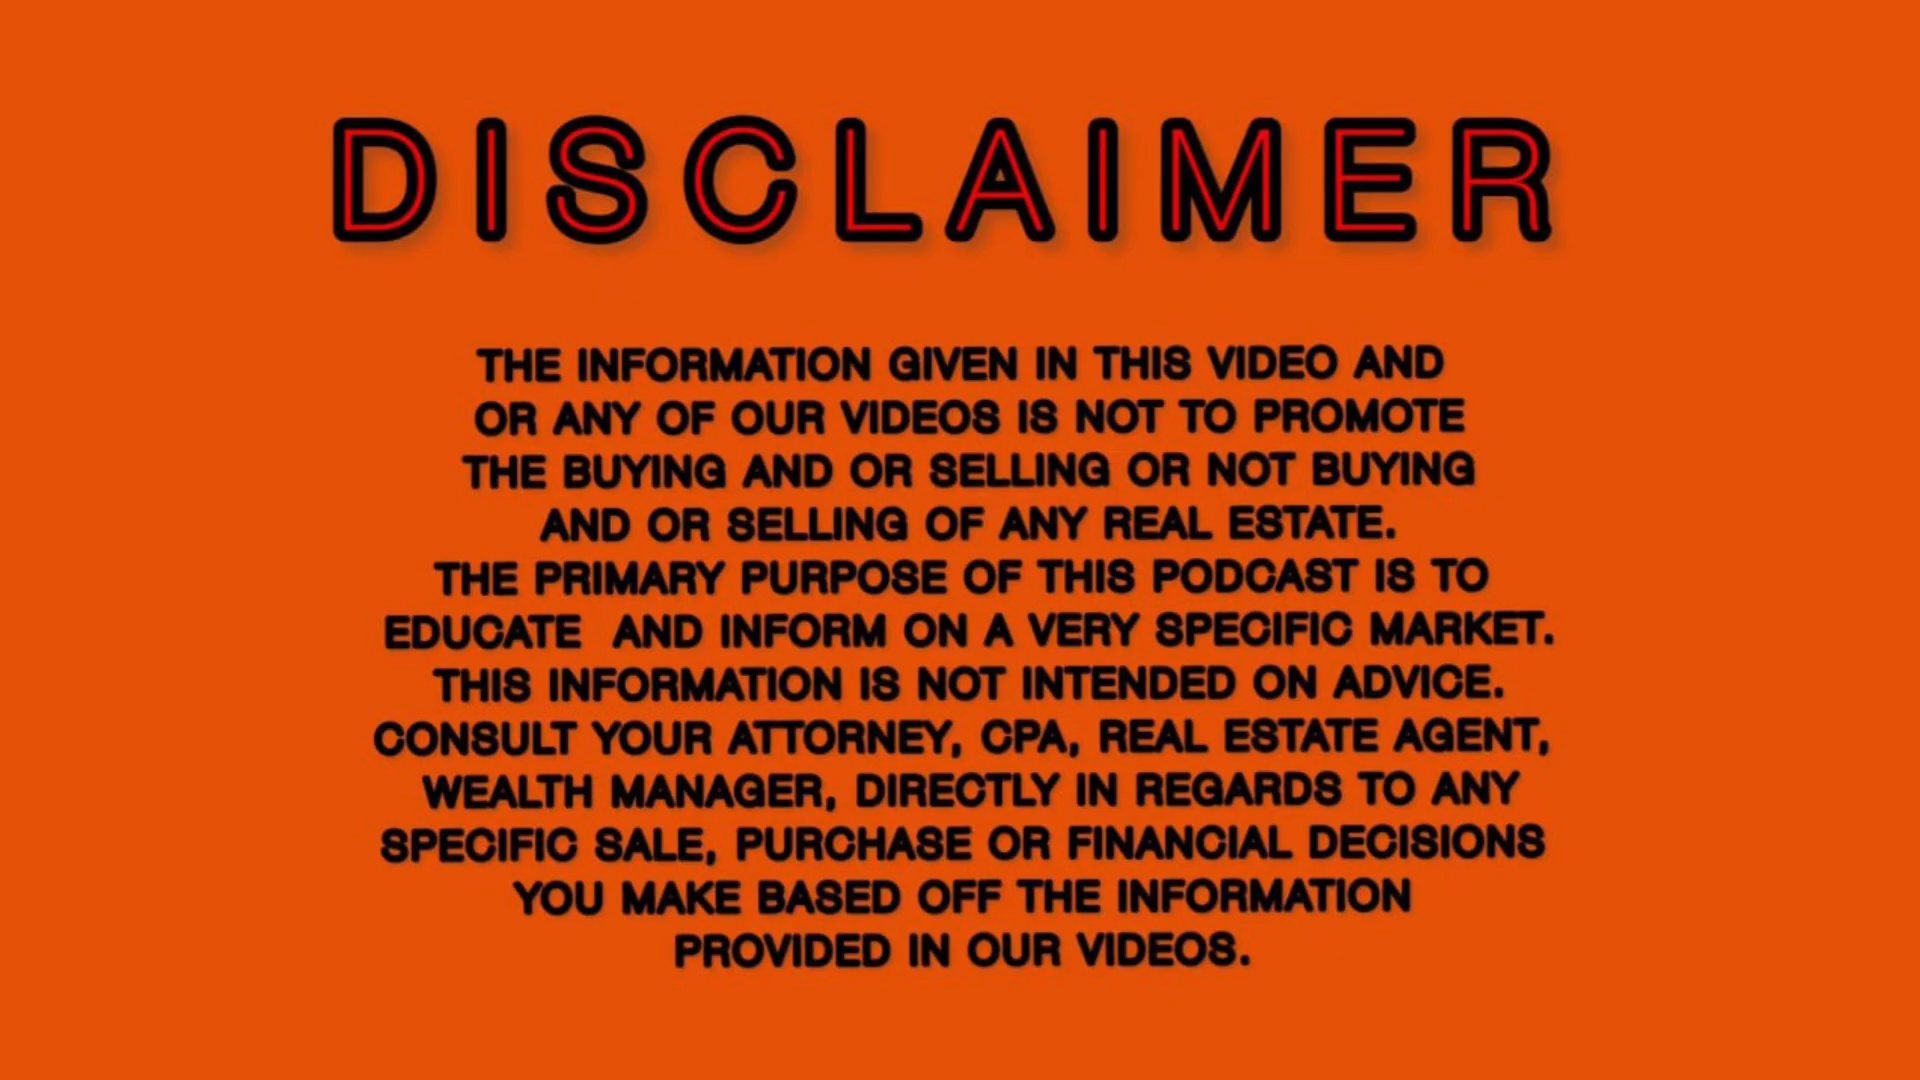 DISCLAIMER
THE INFORMATION GIVEN IN THIS VIDEO AND
OR ANY OF OUR VIDEOS IS NOT TO PROMOTE
THE BUYING AND OR SELLING OR NOT BUYING
AND OR SELLING OF ANY REAL ESTATE.
THE PRIMARY PURPOSE OF THIS PODCAST IS TO
EDUCATE  AND INFORM ON A VERY SPECIFIC MARKET.
THIS INFORMATION IS NOT INTENDED ON ADVICE.
CONSULT YOUR ATTORNEY, CPA, REAL ESTATE AGENT,
WEALTH MANAGER, DIRECTLY IN REGARDS TO ANY
SPECIFIC SALE, PURCHASE OR FINANCIAL DECISIONS
YOU MAKE BASED OFF THE INFORMATION
PROVIDED IN OUR VIDEOS.